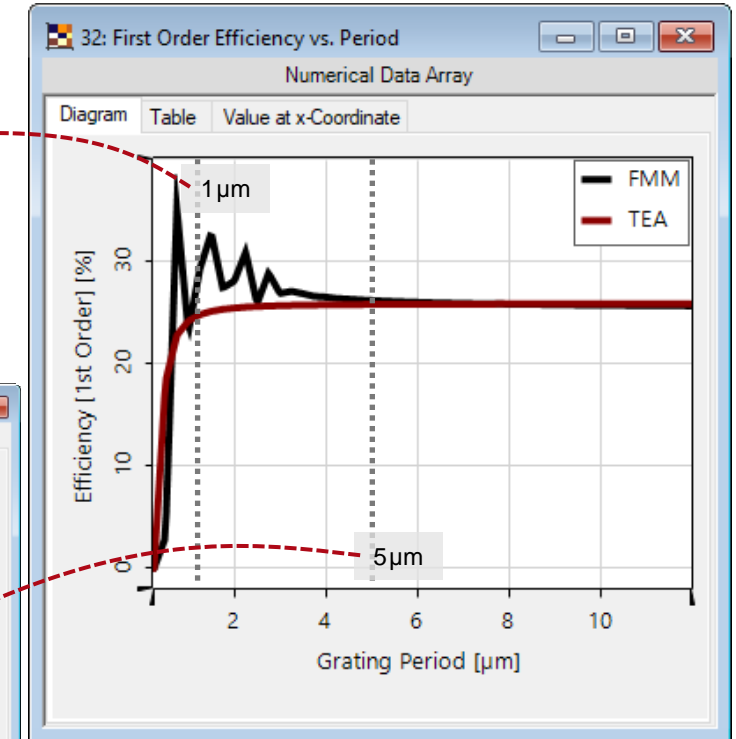 32: First Order Efficiency vs. Period
Numerical Data Array
Diagram Table Value at x-Coordinate
1µm
FMM
TEA
Efficiency [1st Order] [%]
30
20
10
0
5µm
2 4 6 8 10
Grating Period [µm]